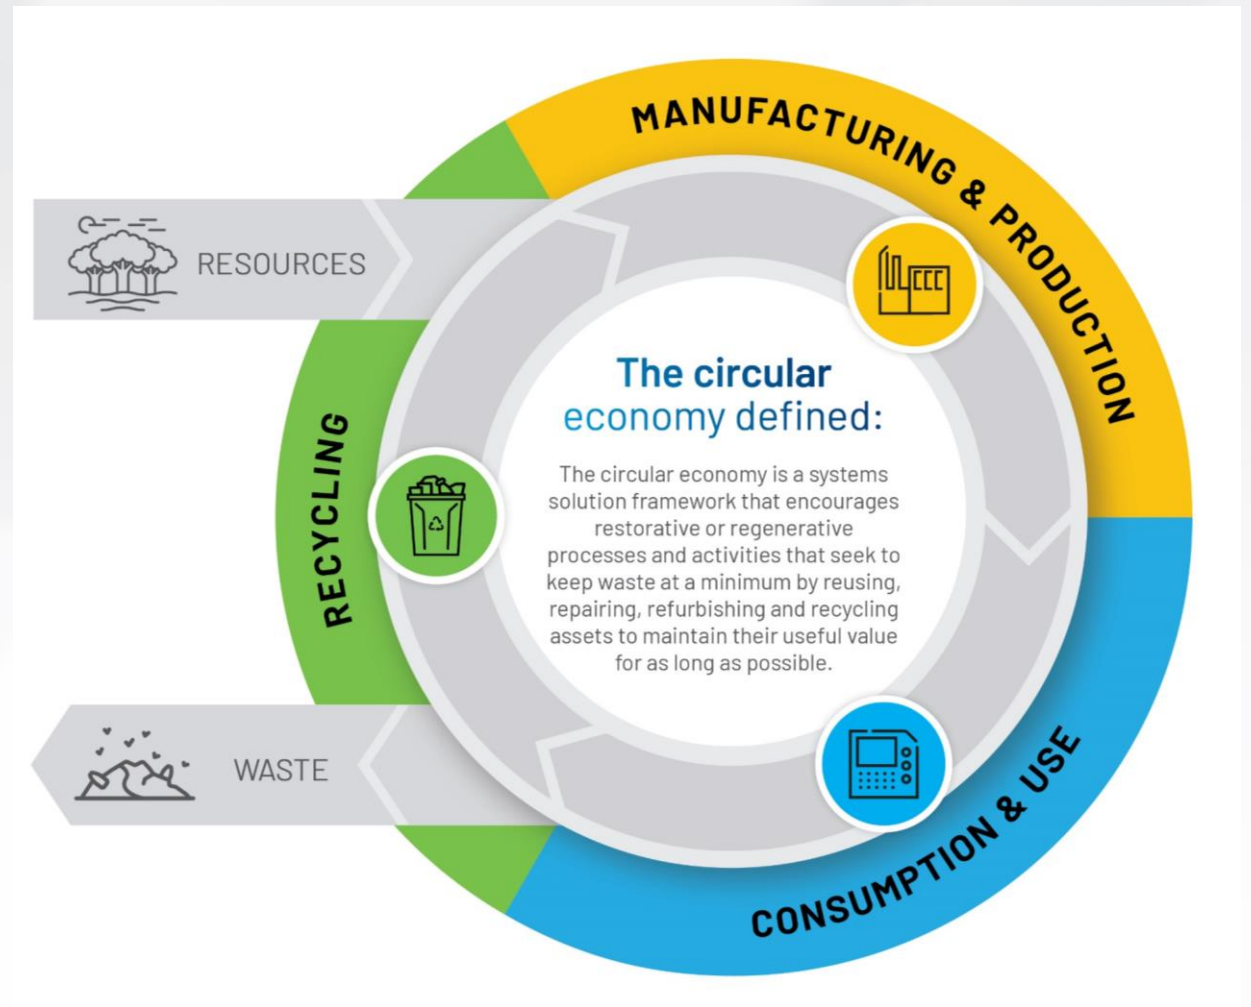 MANUFACTURING & PRODUCTION
RESOURCES
The circular
economy defined:
The circular economy is a systems
solution framework that encourages
restorative or regenerative
processes and activities that seek to
keep waste at a minimum by reusing,
repairing, refurbishing and recycling
assets to maintain their useful value
for as long as possible.
RECYCLING
WASTE
CONSUMPTION & USE